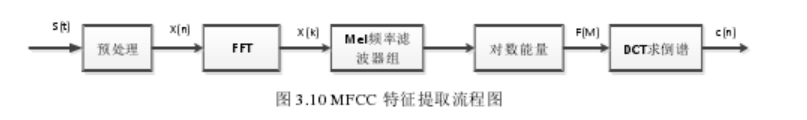 S(t)
预处理
X(n)
FFT
X(k)
Mel频率滤
波器组
对数能量
F(M)
DCT求倒谱
c(n)
图 3.10 MFCC 特征提取流程图